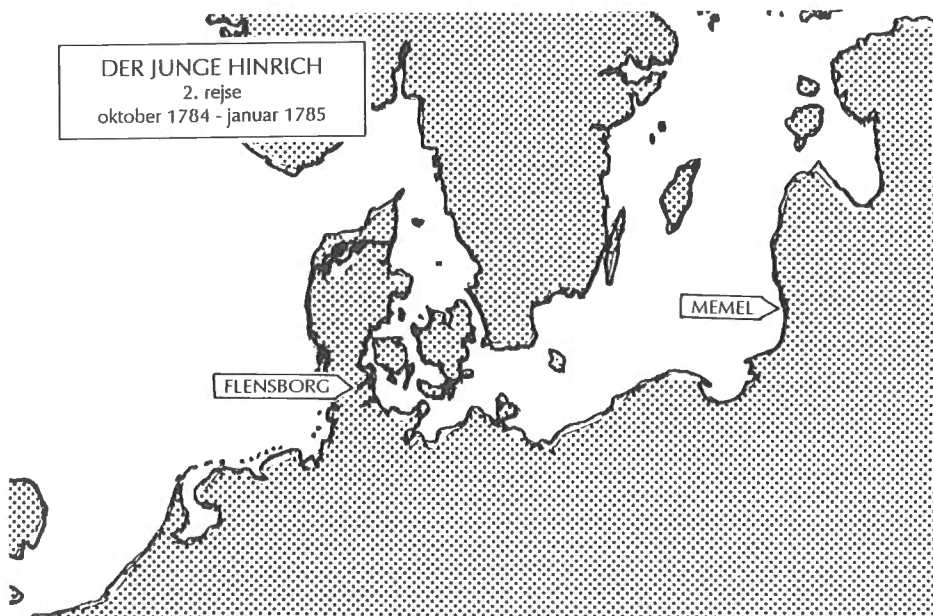 DER JUNGE HINRICH
2. rejse
oktober 1784 - januar 1785
MEMEL
FLENSBORG